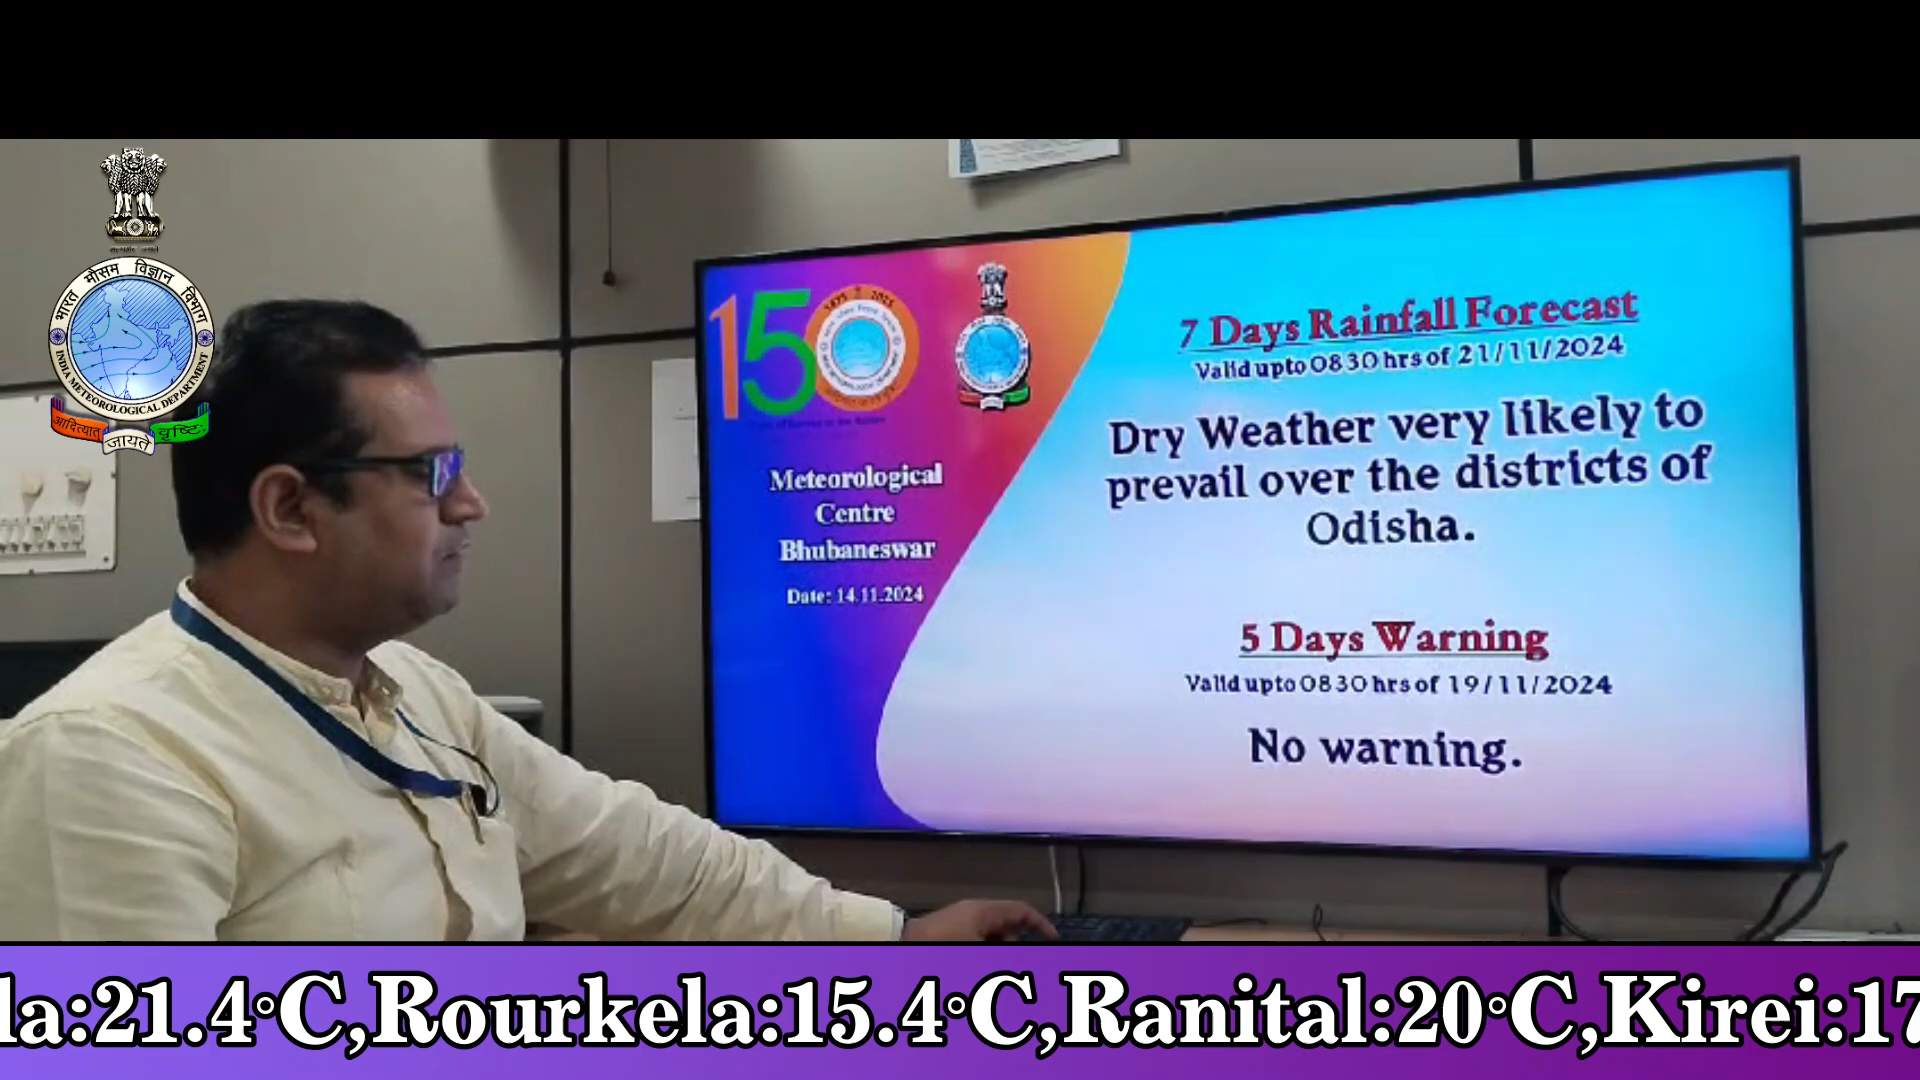 भारत मौसम विज्ञान विभाग
INDIA METEOROLOGICAL DEPARTMENT
आदित्यात् जायते वृष्टिः
150
1875 2025
Meteorological
Centre
Bhubaneswar
Date: 14.11.2024
7 Days Rainfall Forecast
Valid upto 0830 hrs of 21/11/2024
Dry Weather very likely to
prevail over the districts of
Odisha.
5 Days Warning
Valid upto 0830 hrs of 19/11/2024
No warning.
la:21.4°C,Rourkela:15.4°C,Ranital:20°C,Kirei:17